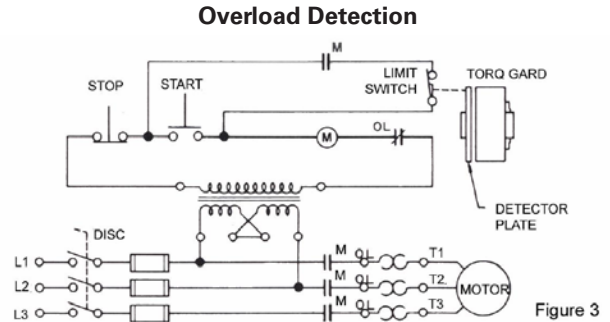 Overload Detection
M
LIMIT
SWITCH
TORQ GARD
STOP
START
M
OL
DETECTOR
PLATE
DISC
L1
M
OL
T1
L2
M
OL
T2
MOTOR
L3
M
OL
T3
Figure 3